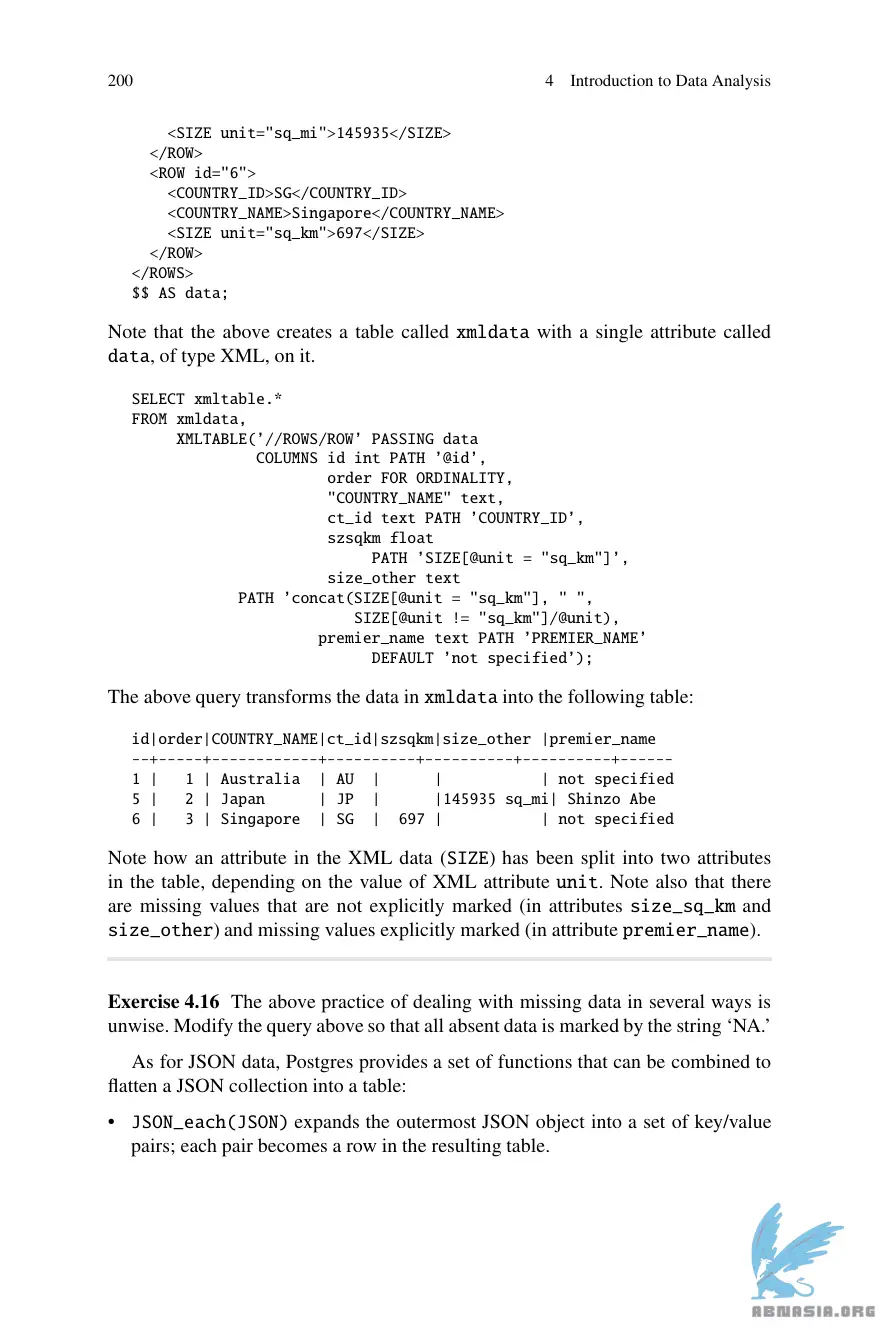 200 4 Introduction to Data Analysis
<SIZE unit="sq_mi">145935</SIZE>
</ROW>
<ROW id="6">
<COUNTRY_ID>SG</COUNTRY_ID>
<COUNTRY_NAME>Singapore</COUNTRY_NAME>
<SIZE unit="sq_km">697</SIZE>
</ROW>
</ROWS>
$$ AS data;
Note that the above creates a table called xmldata with a single attribute called
data, of type XML, on it.
SELECT xmltable.*
FROM xmldata,
XMLTABLE(’//ROWS/ROW’ PASSING data
COLUMNS id int PATH ’@id’,
order FOR ORDINALITY,
"COUNTRY_NAME" text,
ct_id text PATH ’COUNTRY_ID’,
szsqkm float
PATH ’SIZE[@unit = "sq_km"]’,
size_other text
PATH ’concat(SIZE[@unit = "sq_km"], " ",
SIZE[@unit != "sq_km"]/@unit),
premier_name text PATH ’PREMIER_NAME’
DEFAULT ’not specified’);
The above query transforms the data in xmldata into the following table:
id|order|COUNTRY_NAME|ct_id|szsqkm|size_other |premier_name
--+-----+------------+----------+----------+----------+------
1 |   1 | Australia  | AU |      |          | not specified
5 |   2 | Japan      | JP |      |145935 sq_mi| Shinzo Abe
6 |   3 | Singapore  | SG |  697 |          | not specified
Note how an attribute in the XML data (SIZE) has been split into two attributes
in the table, depending on the value of XML attribute unit. Note also that there
are missing values that are not explicitly marked (in attributes size_sq_km and
size_other) and missing values explicitly marked (in attribute premier_name).
Exercise 4.16 The above practice of dealing with missing data in several ways is
unwise. Modify the query above so that all absent data is marked by the string ‘NA.’
As for JSON data, Postgres provides a set of functions that can be combined to
flatten a JSON collection into a table:
• JSON_each(JSON) expands the outermost JSON object into a set of key/value
pairs; each pair becomes a row in the resulting table.
ABNASIA.ORG